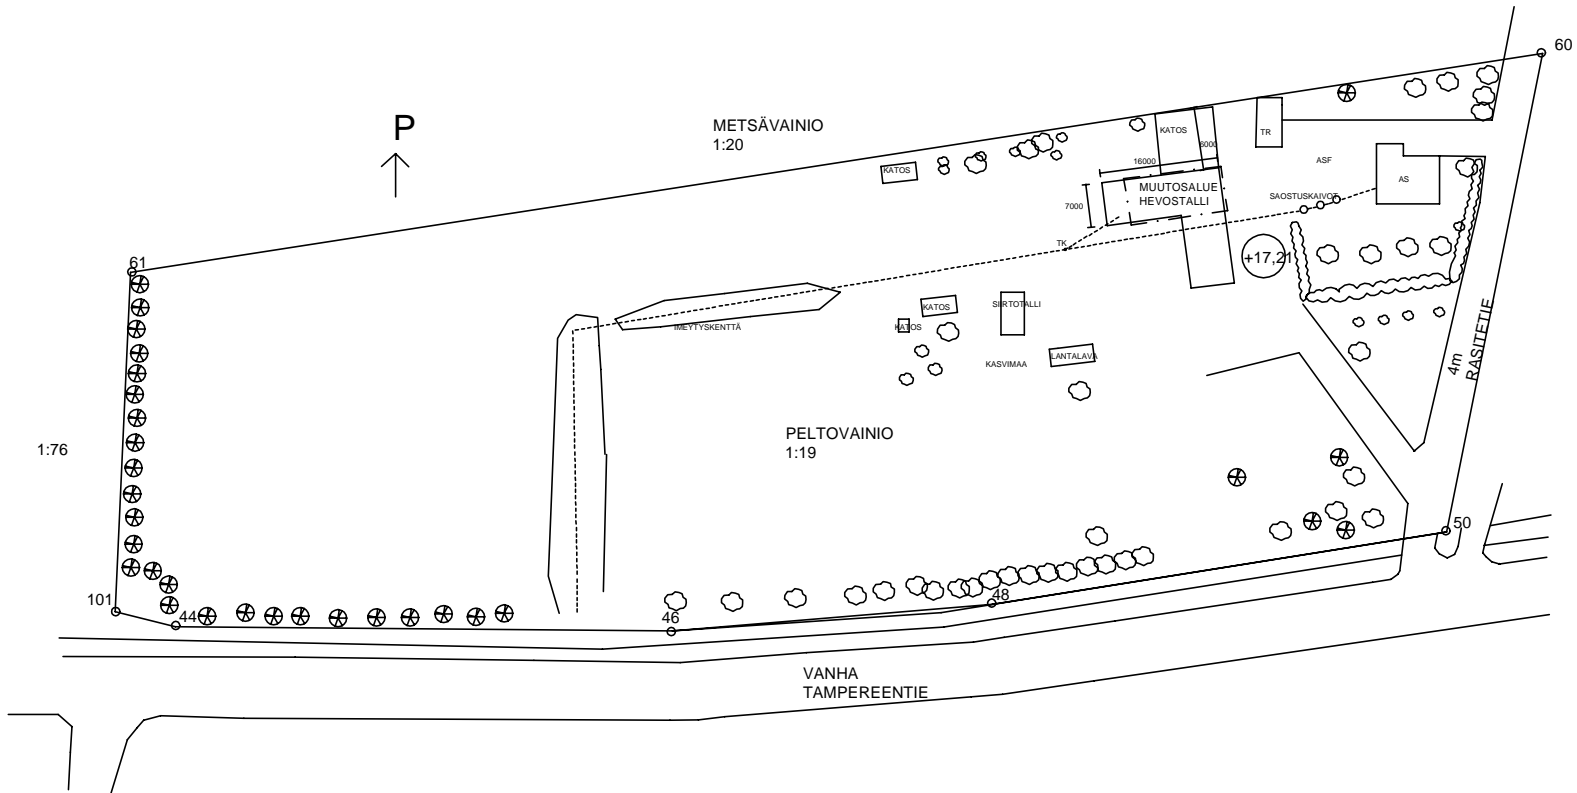 60
P
METSÄVAINIO
1:20
KATOS
TR
6000
ASF
16000
KATOS
AS
MUUTOSALUE
HEVOSTALLI
SAOSTUSKAIVOT
7000
TK
+17,21
61
KATOS
SIIRTOTALLI
IMEYTYSKENTTÄ
KATOS
LANTALAVA
KASVIMAA
4m
RASITETIE
PELTOVAINIO
1:19
1:76
50
48
101
44
46
VANHA
TAMPEREENTIE